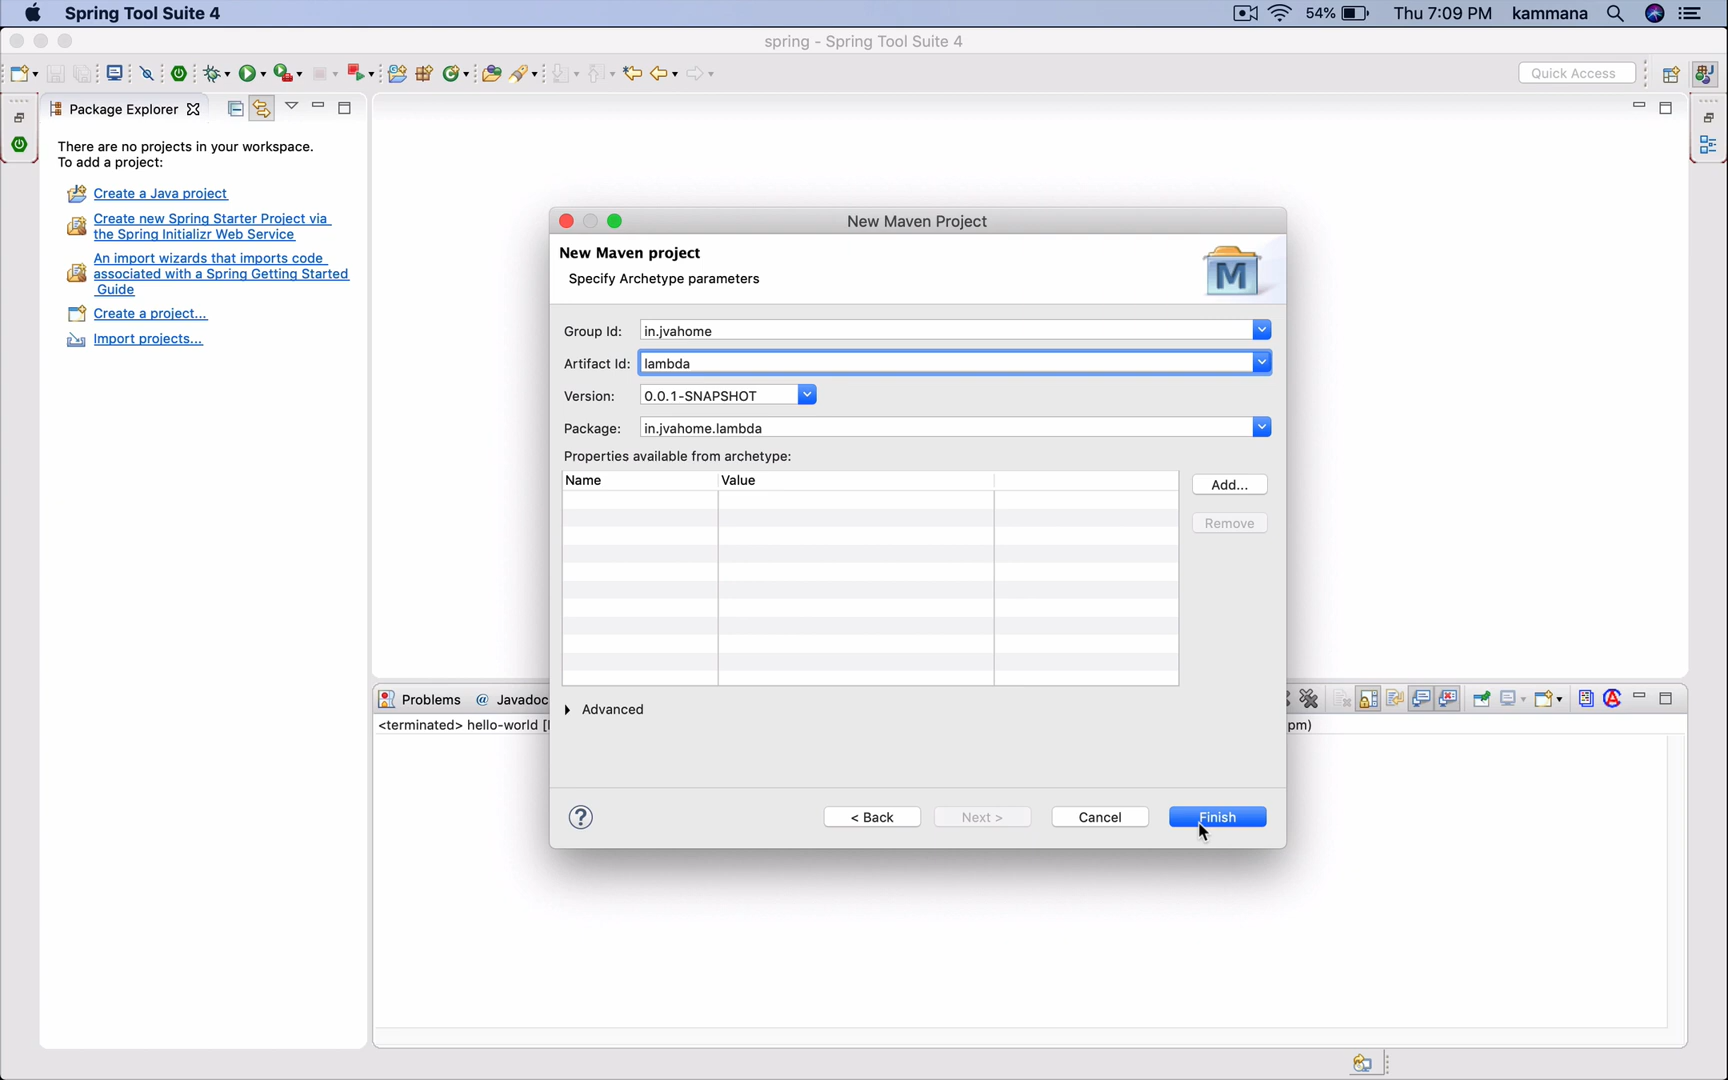 Spring Tool Suite 4
54%
Thu 7:09 PM
kammana
spring - Spring Tool Suite 4
Quick Access
Package Explorer
There are no projects in your workspace.
To add a project:
Create a Java project
Create new Spring Starter Project via
the Spring Initializr Web Service
An import wizards that imports code
associated with a Spring Getting Started
Guide
Create a project...
Import projects...
New Maven Project
New Maven project
Specify Archetype parameters
M
Group Id: in.jvahome
Artifact Id: lambda
Version: 0.0.1-SNAPSHOT
Package: in.jvahome.lambda
Properties available from archetype:
Name Value
Add...
Remove
Advanced
? < Back Next > Cancel Finish
Problems @ Javadoc
<terminated> hello-world [
pm)